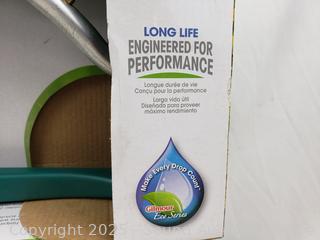 LONG LIFE
ENGINEERED FOR
PERFORMANCE
Longue durée de vie
Conçu pour la performance
Larga vida útil
Diseñado para proveer
máximo rendimiento
Make Every Drop Count
Gilmour
Eco Series
Copyright 202